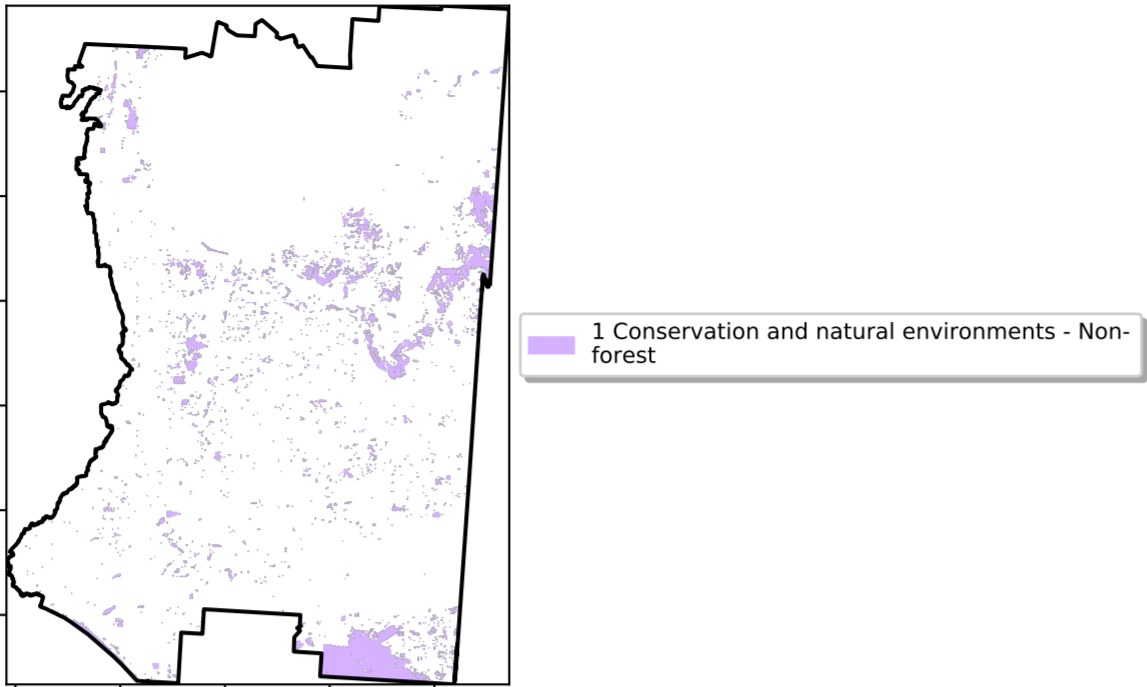 1 Conservation and natural environments - Non-
forest